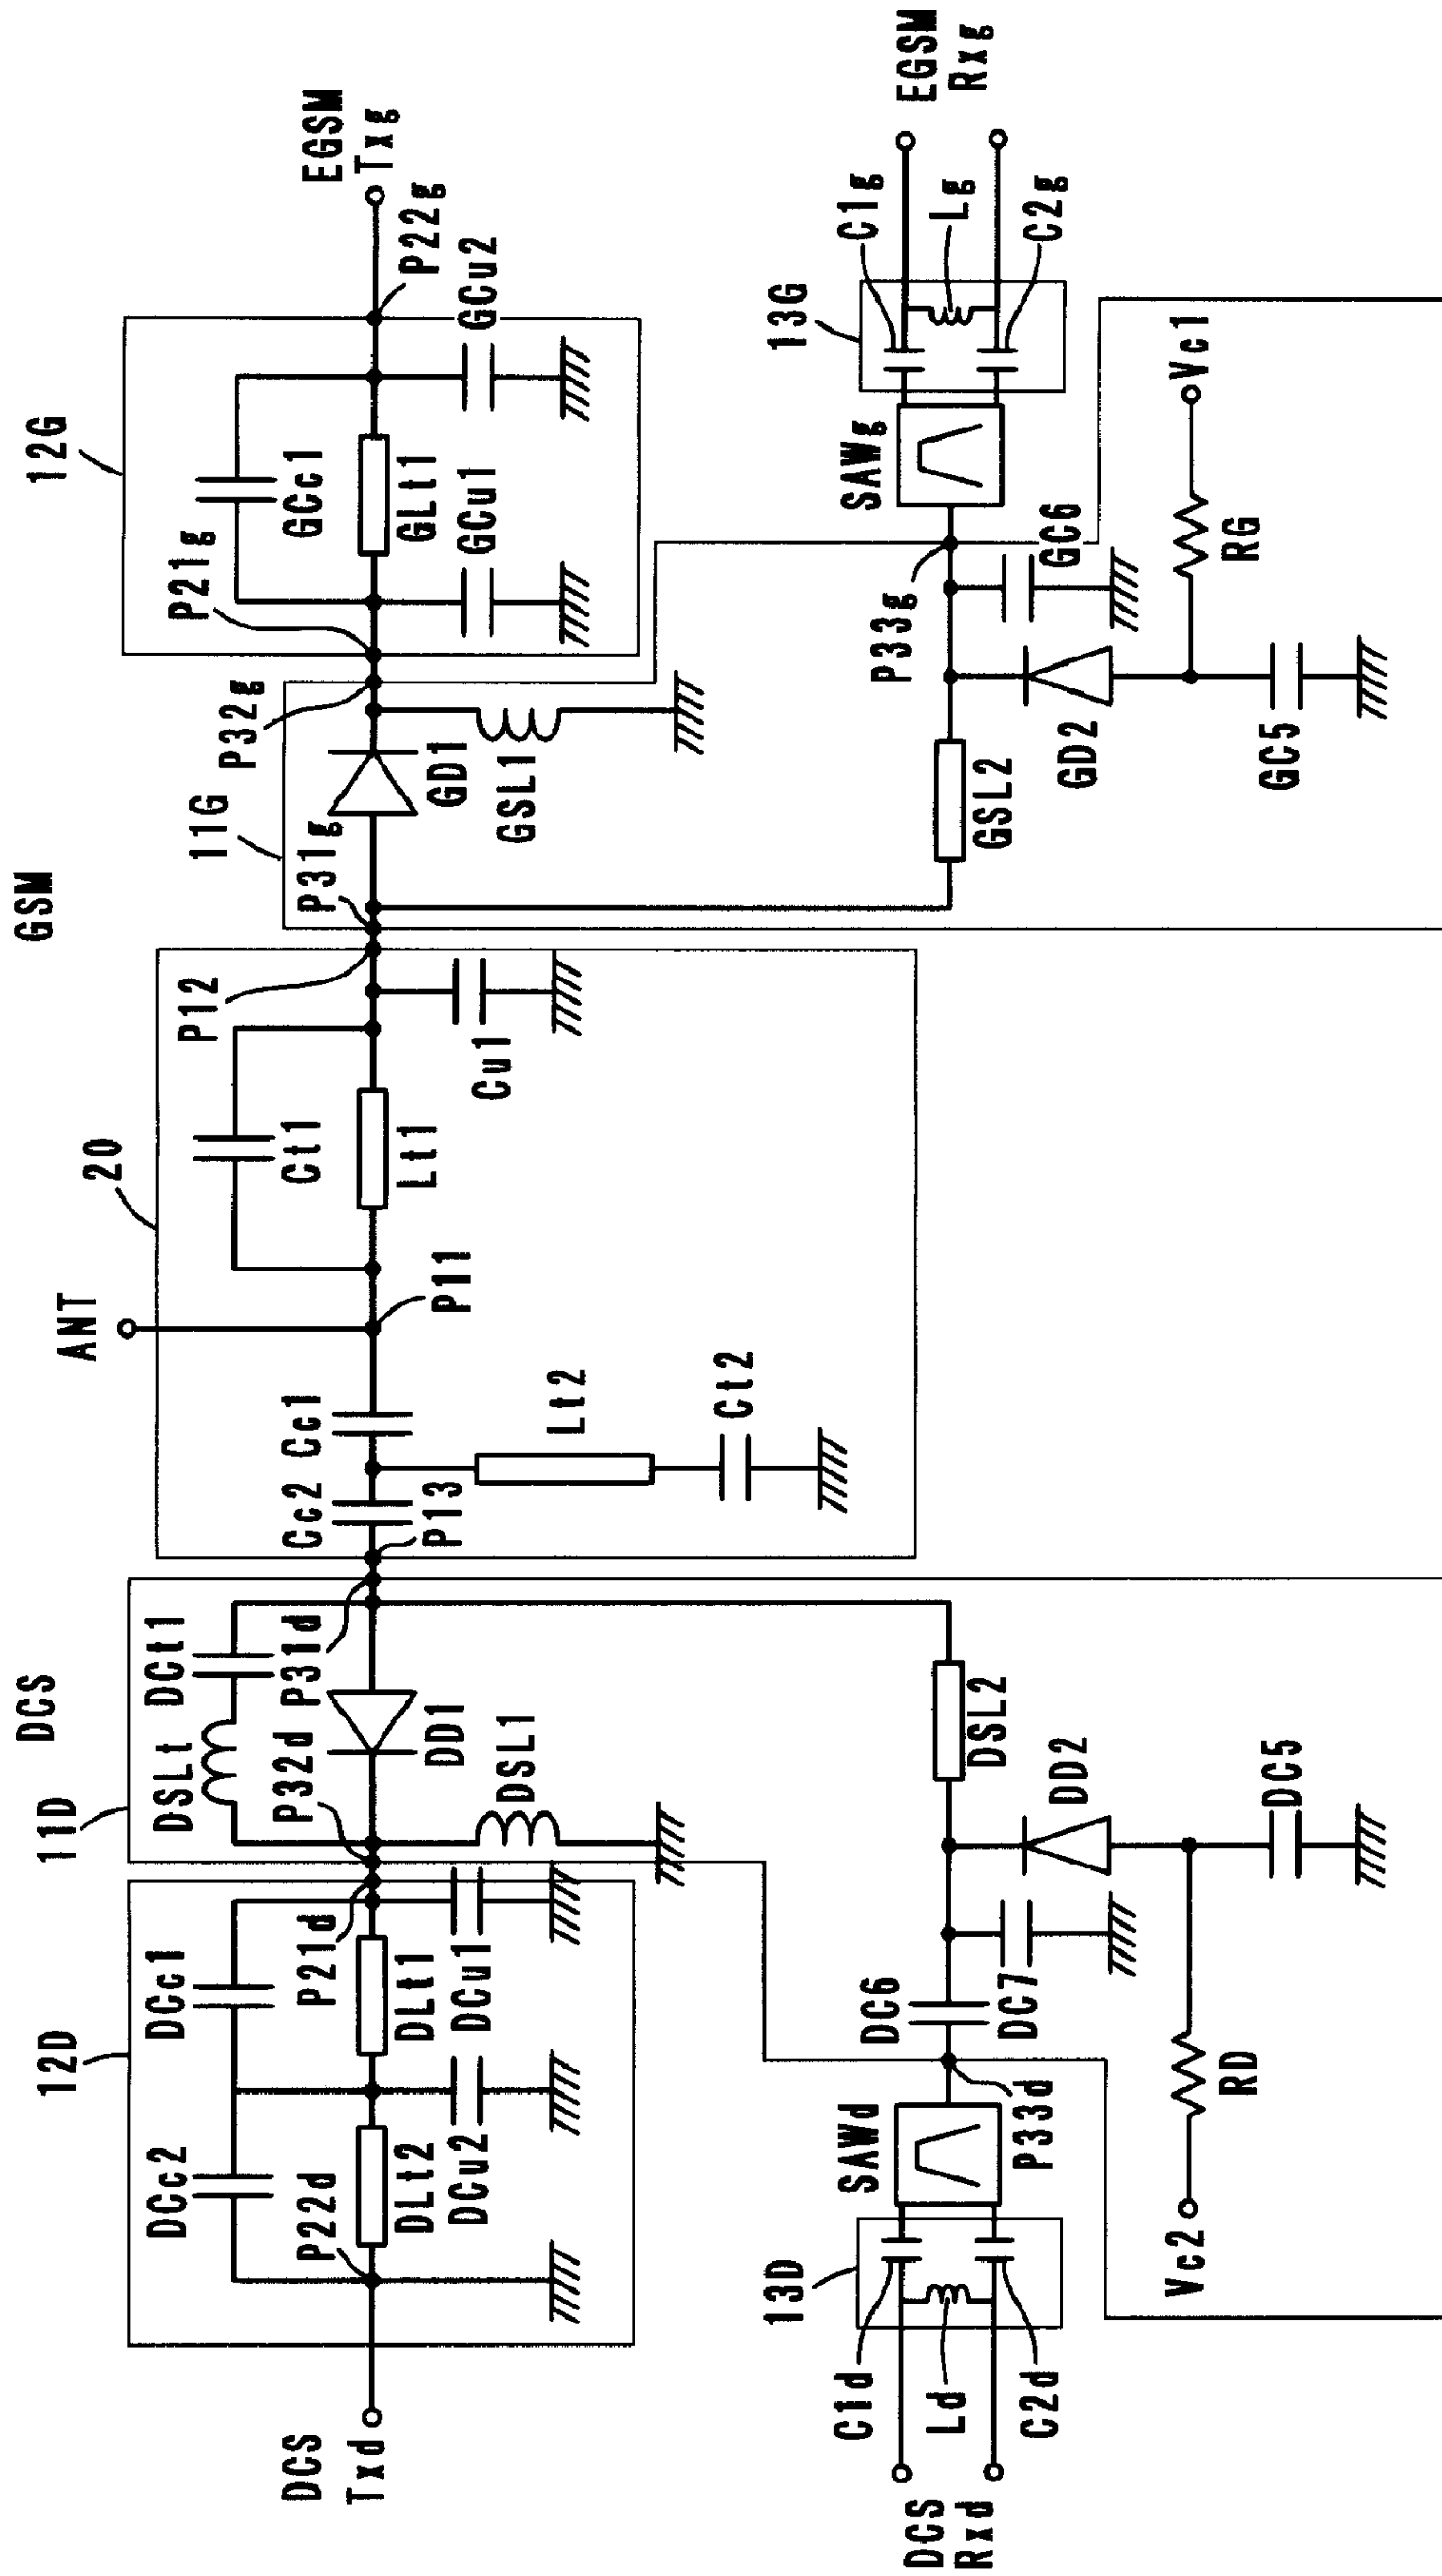 GSM
DCS
ANT
20
11G
12G
11D
12D
13G
13D
EGSM
Txg
P22g
GCu2
GCc1
GLt1
GCu1
P21g
P32g
GD1
GSL1
P31g
P12
Ct1
Lt1
Cu1
P11
Cc1
Cc2
P13
Lt2
Ct2
DCt1
P31d
DSLt
DD1
P32d
DSL1
P21d
DCc1
DLt1
DCu1
DCc2
DLt2
DCu2
P22d
DCS
Txd
EGSM
Rxg
C1g
Lg
C2g
SAWg
P33g
GC6
GSL2
GD2
GC5
RG
Vc1
DSL2
DD2
DC5
DC6
DC7
SAWd
P33d
RD
Vc2
C1d
Ld
C2d
DCS
Rxd